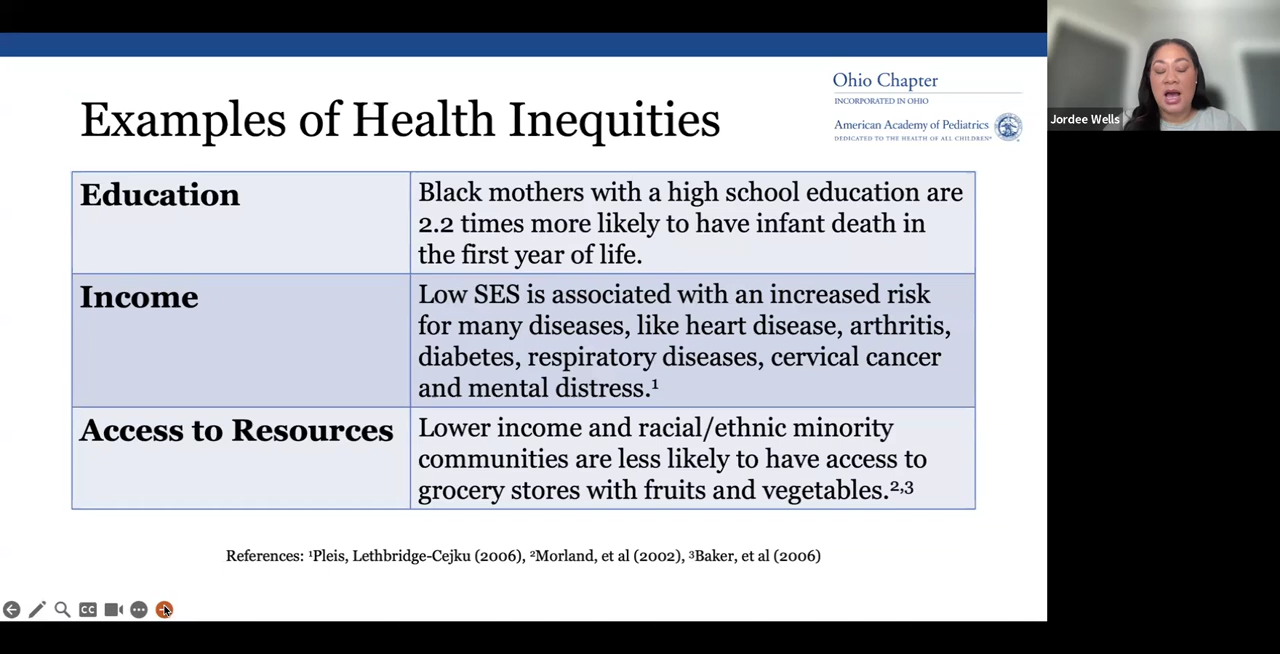 Ohio Chapter
INCORPORATED IN OHIO
American Academy of Pediatrics
DEDICATED TO THE HEALTH OF ALL CHILDREN®
Jordee Wells
Examples of Health Inequities
Education
Black mothers with a high school education are
2.2 times more likely to have infant death in
the first year of life.
Income
Low SES is associated with an increased risk
for many diseases, like heart disease, arthritis,
diabetes, respiratory diseases, cervical cancer
and mental distress.¹
Access to Resources
Lower income and racial/ethnic minority
communities are less likely to have access to
grocery stores with fruits and vegetables.²,³
References: ¹Pleis, Lethbridge-Cejku (2006), ²Morland, et al (2002), ³Baker, et al (2006)
CC